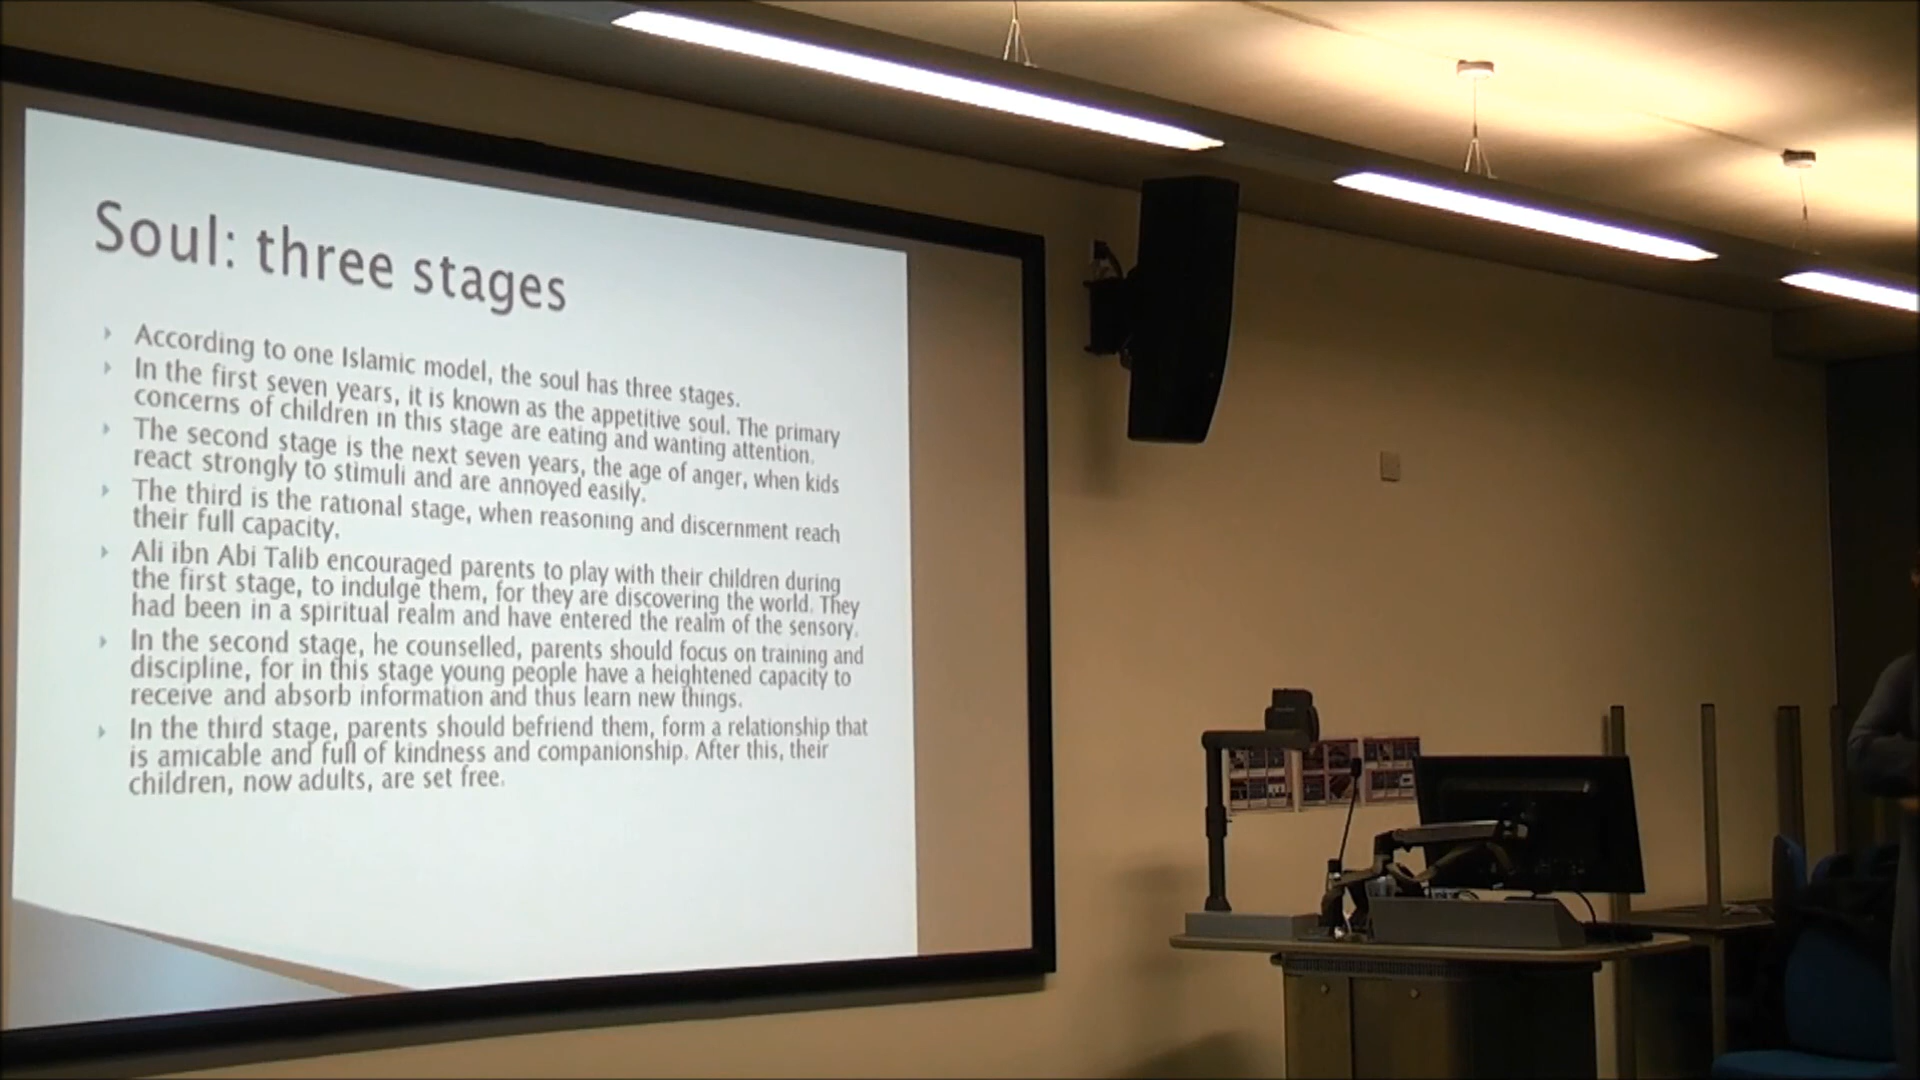 Soul: three stages
According to one Islamic model, the soul has three stages.
In the first seven years, it is known as the appetitive soul. The primary
concerns of children in this stage are eating and wanting attention.
The second stage is the next seven years, the age of anger, when kids
react strongly to stimuli and are annoyed easily.
The third is the rational stage, when reasoning and discernment reach
their full capacity.
Ali ibn Abi Talib encouraged parents to play with their children during
the first stage, to indulge them, for they are discovering the world. They
had been in a spiritual realm and have entered the realm of the sensory.
In the second stage, he counselled, parents should focus on training and
discipline, for in this stage young people have a heightened capacity to
receive and absorb information and thus learn new things.
In the third stage, parents should befriend them, form a relationship that
is amicable and full of kindness and companionship. After this, their
children, now adults, are set free.